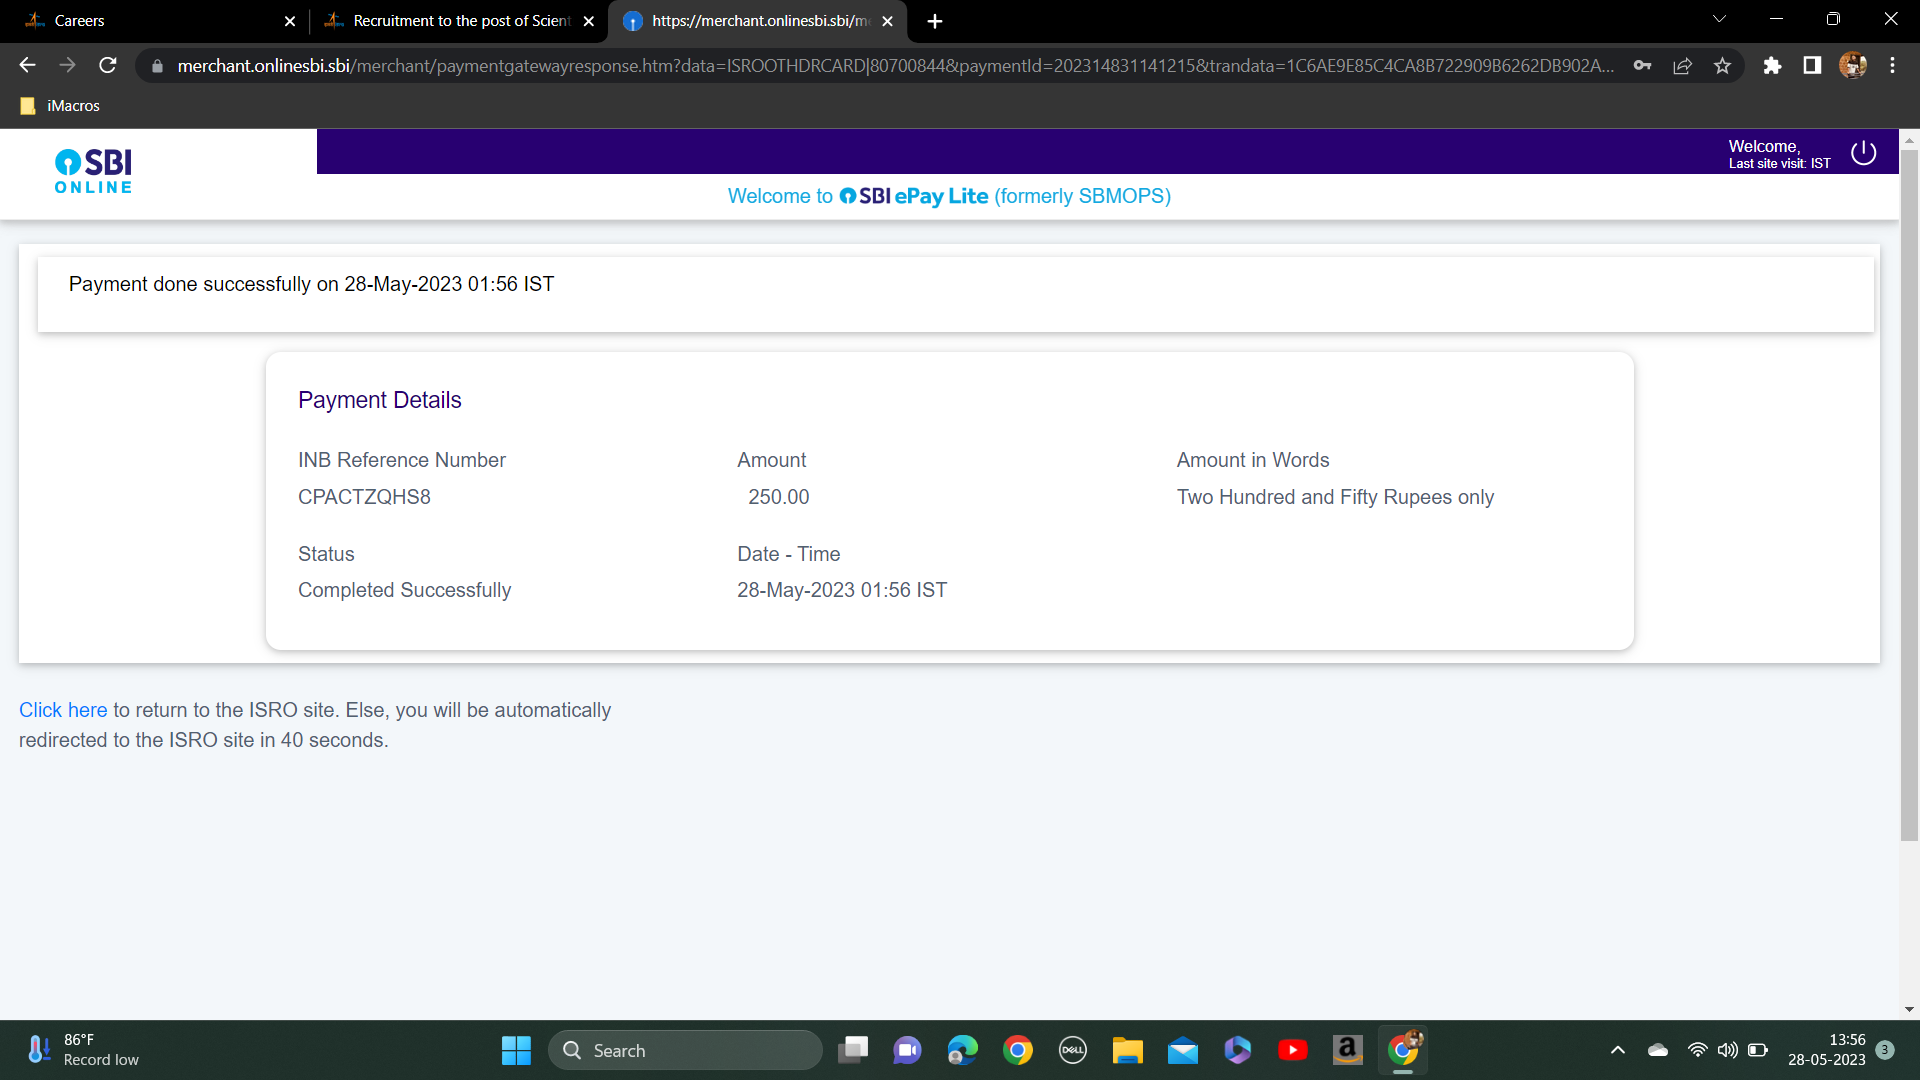 Careers
Recruitment to the post of Scient
https://merchant.onlinesbi.sbi/me
merchant.onlinesbi.sbi/merchant/paymentgatewayresponse.htm?data=ISROOTHDRCARD|80700844&paymentId=202314831141215&trandata=1C6AE9E85C4CA8B722909B6262DB902A...
iMacros
SBI
ONLINE
Welcome,
Last site visit: IST
Welcome to SBI ePay Lite (formerly SBMOPS)
Payment done successfully on 28-May-2023 01:56 IST
Payment Details
INB Reference Number Amount Amount in Words
CPACTZQHS8 250.00 Two Hundred and Fifty Rupees only
Status Date - Time
Completed Successfully 28-May-2023 01:56 IST
Click here to return to the ISRO site. Else, you will be automatically
redirected to the ISRO site in 40 seconds.
86°F
Record low
Search
DELL
a
13:56
28-05-2023
3